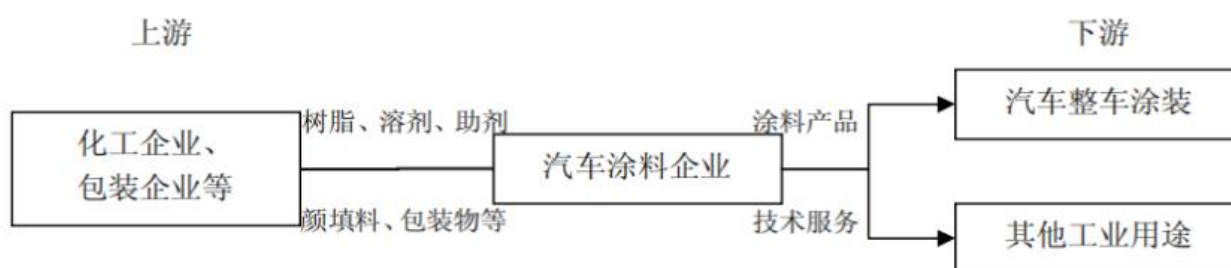 上游
下游
树脂、溶剂、助剂
涂料产品
汽车整车涂装
化工企业、
包装企业等
汽车涂料企业
颜填料、包装物等
技术服务
其他工业用途